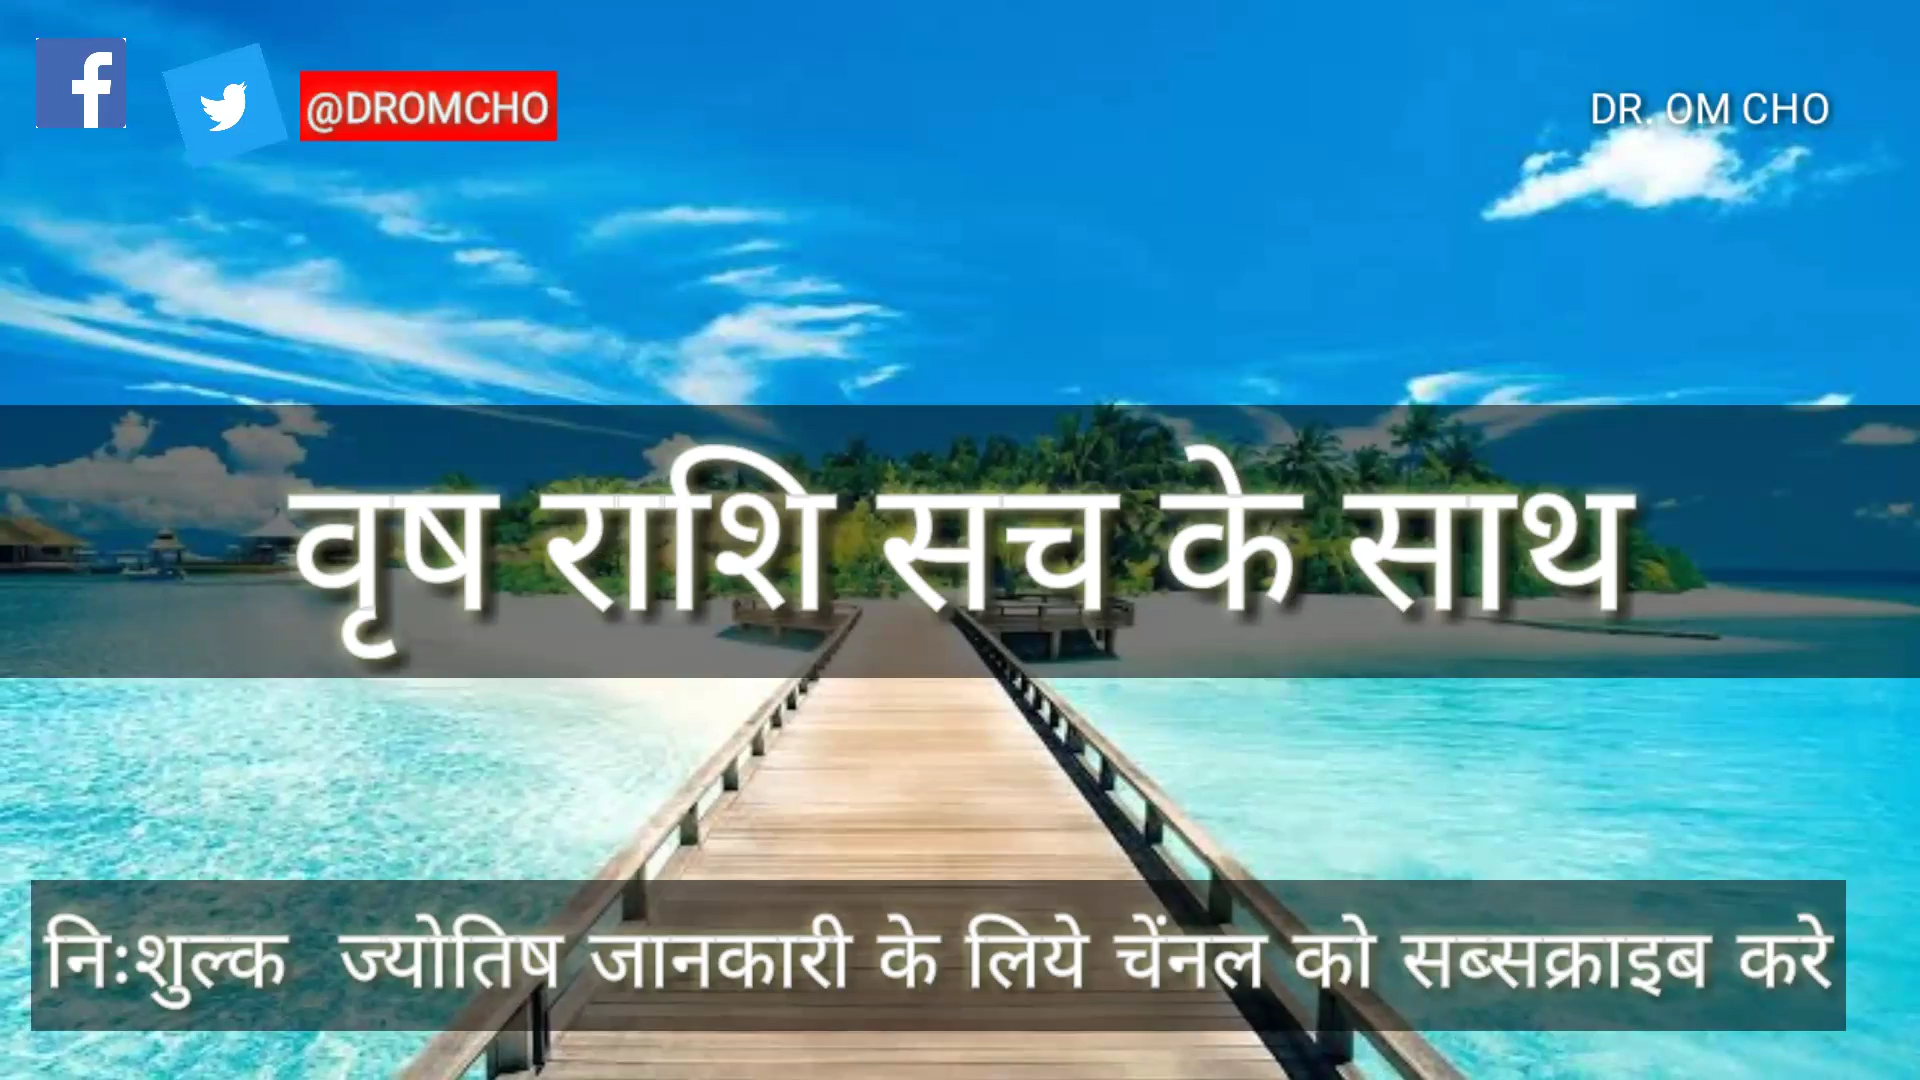 @DROMCHO
DR. OM CHO
वृष राशि सच के साथ
नि:शुल्क ज्योतिष जानकारी के लिये चेंनल को सब्सक्राइब करे